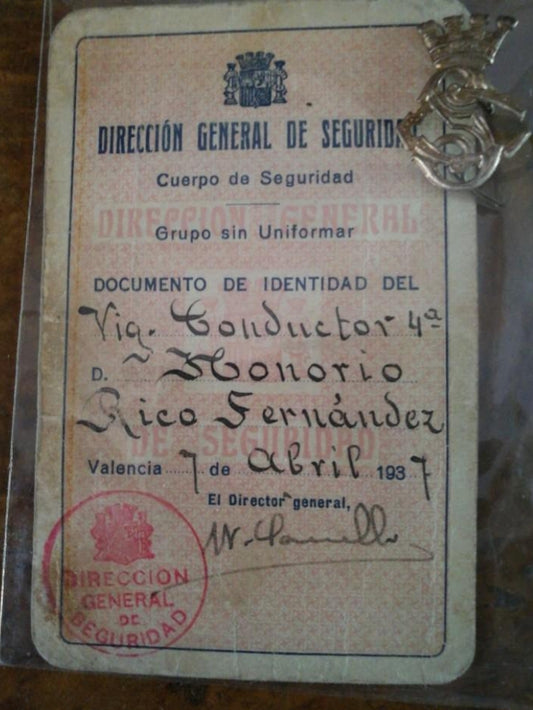 DIRECCIÓN GENERAL DE SEGURIDAD
Cuerpo de Seguridad
Grupo sin Uniformar
DOCUMENTO DE IDENTIDAD DEL
Vig. Conductor 4ª
D. Honorio
Rico Fernández
Valencia 7 de Abril 1937
El Director general,
DIRECCION
GENERAL
DE
SEGURIDAD
DIRECCION GENERAL
DE SEGURIDAD